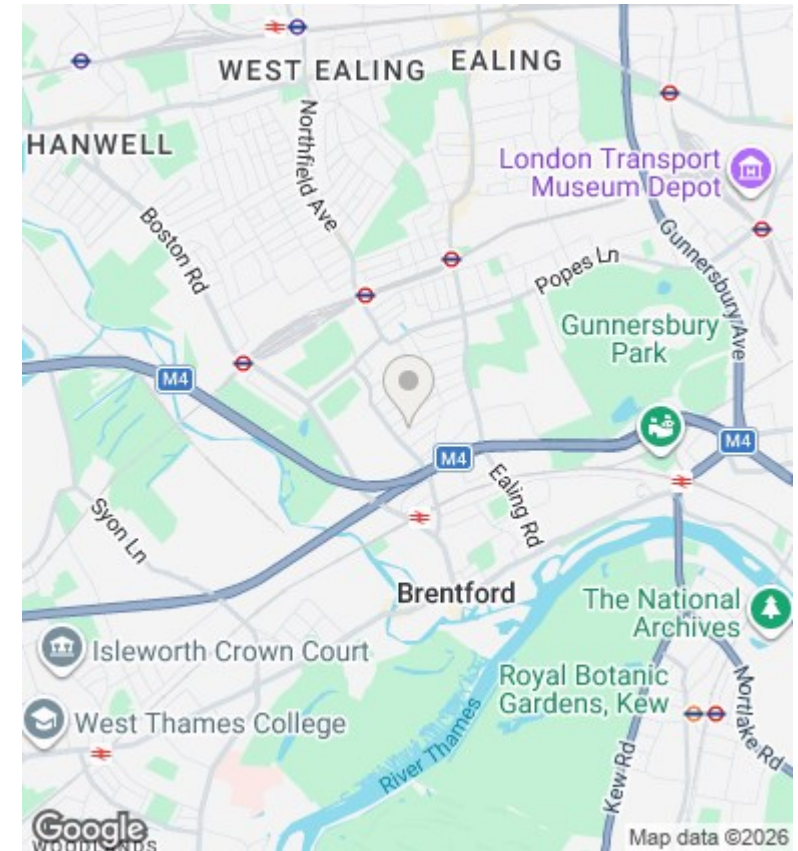 WEST EALING
EALING
HANWELL
Northfield Ave
London Transport
Museum Depot
Boston Rd
Gunnersbury Ave
Popes Ln
Gunnersbury
Park
M4
M4
M4
Ealing Rd
Syon Ln
Brentford
The National
Archives
Isleworth Crown Court
Royal Botanic
Gardens, Kew
Mortlake Rd
West Thames College
River Thames
Kew Rd
Google
WOODLANDS
Map data ©2026